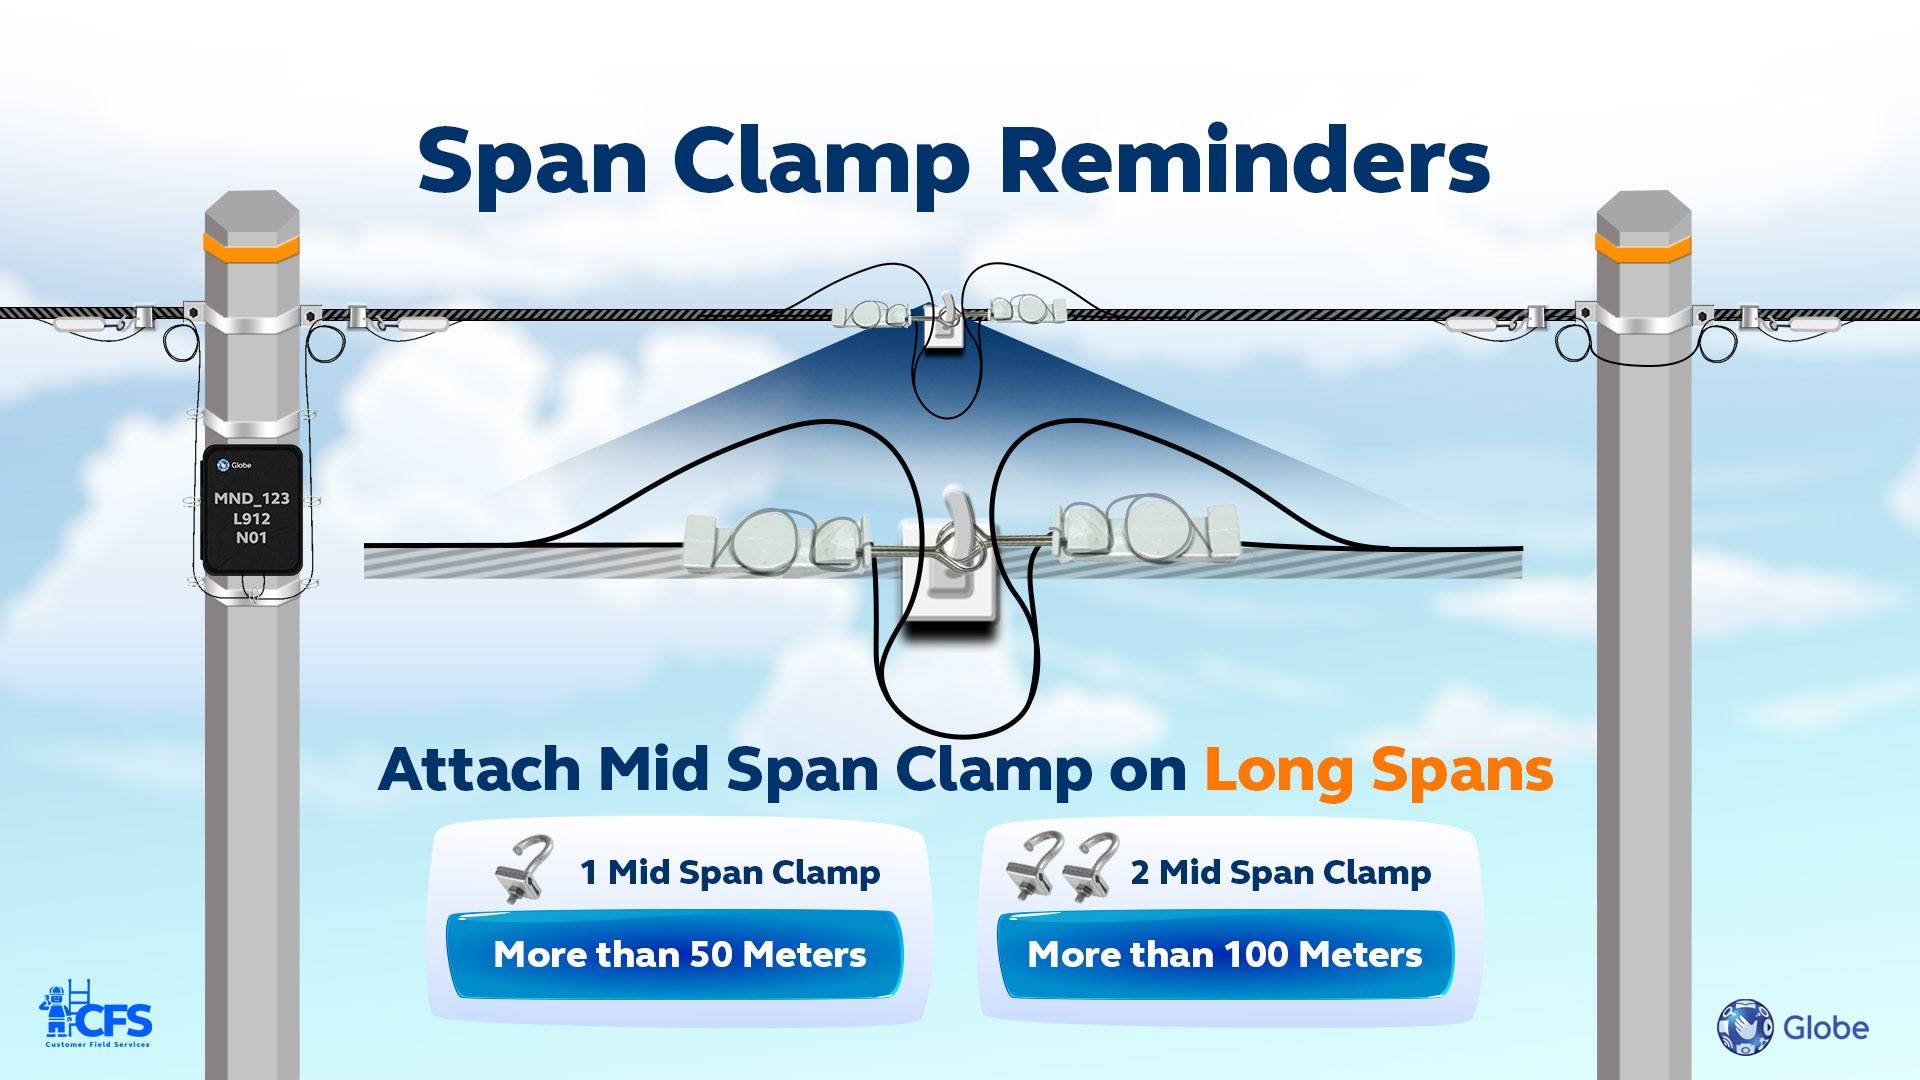 Span Clamp Reminders
Globe
MND_123
L912
N01
Attach Mid Span Clamp on Long Spans
1 Mid Span Clamp
More than 50 Meters
2 Mid Span Clamp
More than 100 Meters
CFS
Customer Field Services
Globe